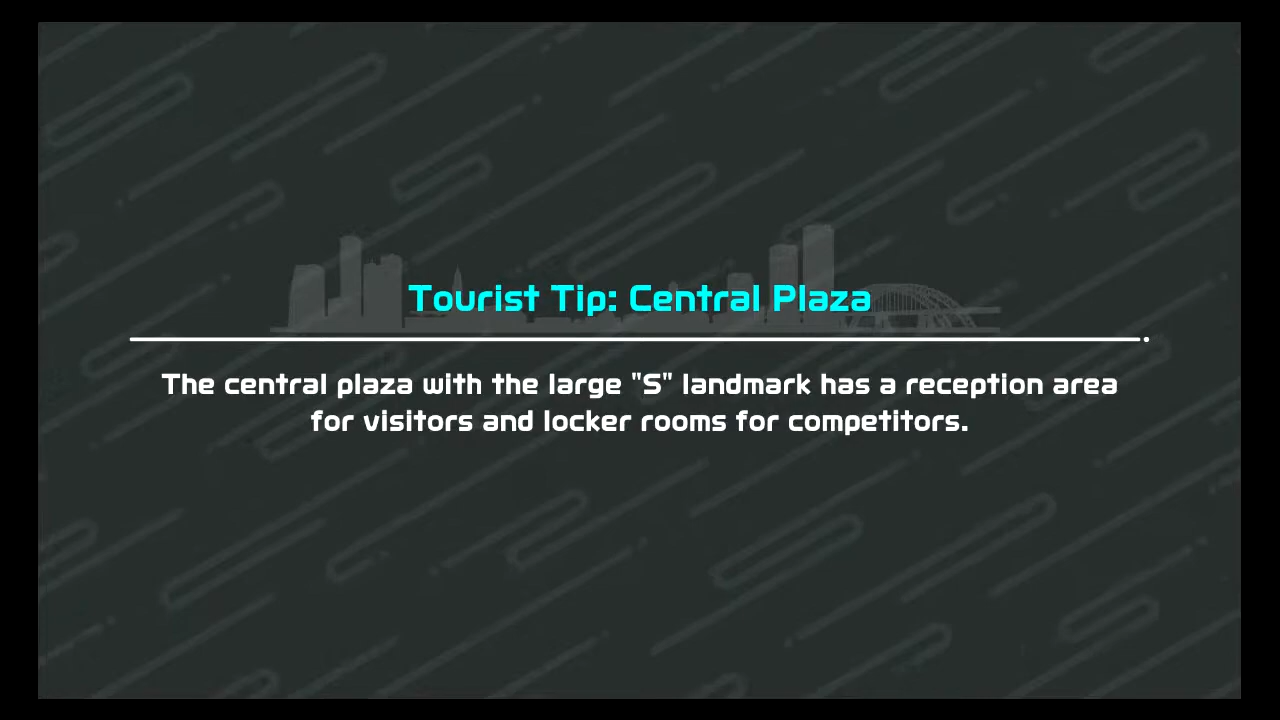 Tourist Tip: Central Plaza
The central plaza with the large "S" landmark has a reception area
for visitors and locker rooms for competitors.